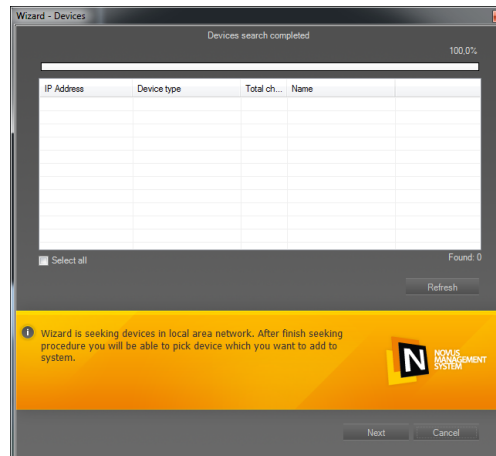 Wizard - Devices
Devices search completed
100,0%
IP Address Device type Total ch... Name
Select all
Found: 0
Refresh
Wizard is seeking devices in local area network. After finish seeking
procedure you will be able to pick device which you want to add to
system.
N
NOVUS
MANAGEMENT
SYSTEM
Next Cancel